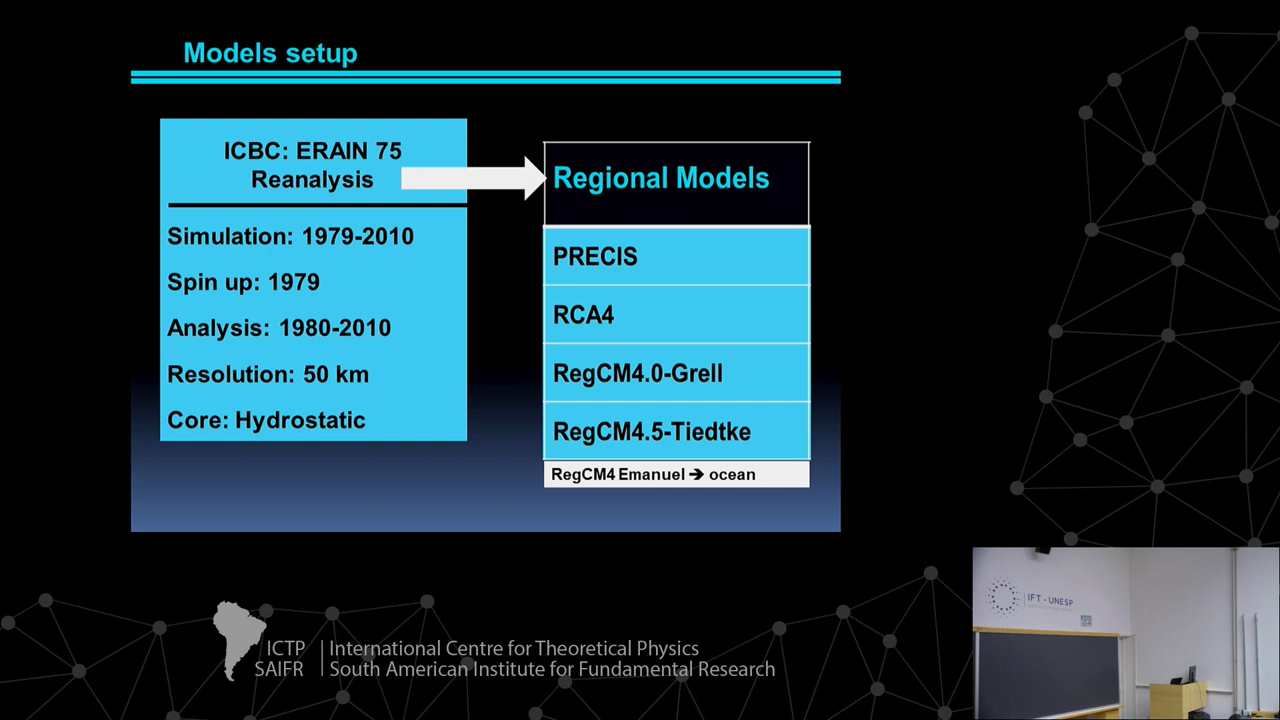 Models setup
ICBC: ERAIN 75
Reanalysis
Simulation: 1979-2010
Spin up: 1979
Analysis: 1980-2010
Resolution: 50 km
Core: Hydrostatic
Regional Models
PRECIS
RCA4
RegCM4.0-Grell
RegCM4.5-Tiedtke
RegCM4 Emanuel ➔ ocean
ICTP
SAIFR
International Centre for Theoretical Physics
South American Institute for Fundamental Research
IFT - UNESP